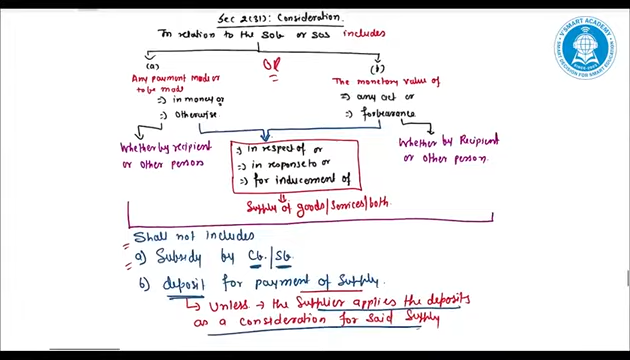 Sec 2(31): Consideration.
In relation to the SOG or SOS includes
(a)
OR
(b)
Any payment made or
to be made
⇒ in money or
⇒ otherwise.
The monetary value of
⇒ any act or
⇒ forbearance
Whether by recipient
or other person
⇒ in respect of or
⇒ in response to or
⇒ for inducement of
Whether by Recipient
or other person.
Supply of goods/services/both.
Shall not includes
a) Subsidy by CG/SG
b) deposit for payment of supply.
Unless → the supplier applies the deposits
as a consideration for said supply
V'SMART ACADEMY